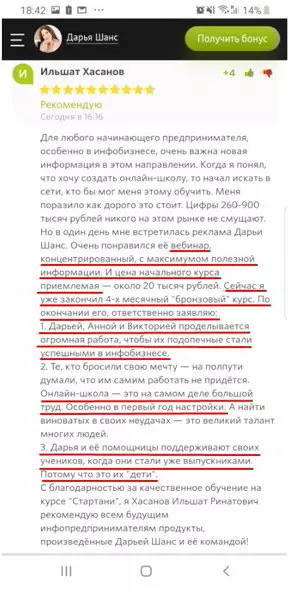 18:42
14%
Дарья Шанс
Получить бонус
И
Ильшат Хасанов
+4
Рекомендую
Сегодня в 16:16
Для любого начинающего предпринимателя,
особенно в инфобизнесе, очень важна новая
информация в этом направлении. Когда я понял,
что хочу создать онлайн-школу, то начал искать в
сети, кто бы мог меня этому обучить. Меня
поразило как дорого это стоит. Цифры 260-900
тысяч рублей никого на этом рынке не смущают.
Но в один день мне встретилась реклама Дарьи
Шанс. Очень понравился её вебинар,
концентрированный, с максимумом полезной
информации. И цена начального курса
приемлемая — около 20 тысяч рублей. Сейчас я
уже закончил 4-х месячный "бронзовый" курс. По
окончании его, ответственно заявляю:
1. Дарьей, Анной и Викторией проделывается
огромная работа, чтобы их подопечные стали
успешными в инфобизнесе.
2. Те, кто бросили свою мечту — на полпути
думали, что им самим работать не придётся.
Онлайн-школа — это на самом деле большой
труд. Особенно в первый год настройки. А найти
виноватых в своих неудачах — это великий талант
многих людей.
3. Дарья и её помощницы поддерживают своих
учеников, когда они стали уже выпускниками.
Потому что это их "дети".
С благодарностью за качественное обучение на
курсе "Стартани", я Хасанов Ильшат Ринатович
рекомендую всем будущим
инфопредпринимателям продукты,
произведённые Дарьей Шанс и её командой!